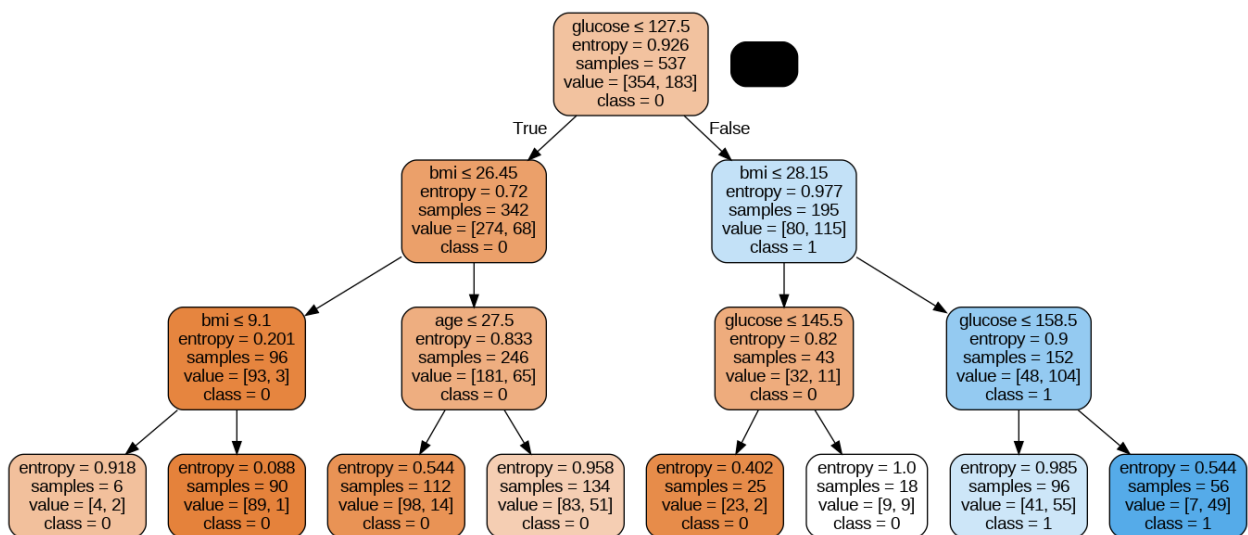 glucose ≤ 127.5
entropy = 0.926
samples = 537
value = [354, 183]
class = 0
True
False
bmi ≤ 26.45
entropy = 0.72
samples = 342
value = [274, 68]
class = 0
bmi ≤ 28.15
entropy = 0.977
samples = 195
value = [80, 115]
class = 1
bmi ≤ 9.1
entropy = 0.201
samples = 96
value = [93, 3]
class = 0
age ≤ 27.5
entropy = 0.833
samples = 246
value = [181, 65]
class = 0
glucose ≤ 145.5
entropy = 0.82
samples = 43
value = [32, 11]
class = 0
glucose ≤ 158.5
entropy = 0.9
samples = 152
value = [48, 104]
class = 1
entropy = 0.918
samples = 6
value = [4, 2]
class = 0
entropy = 0.088
samples = 90
value = [89, 1]
class = 0
entropy = 0.544
samples = 112
value = [98, 14]
class = 0
entropy = 0.958
samples = 134
value = [83, 51]
class = 0
entropy = 0.402
samples = 25
value = [23, 2]
class = 0
entropy = 1.0
samples = 18
value = [9, 9]
class = 0
entropy = 0.985
samples = 96
value = [41, 55]
class = 1
entropy = 0.544
samples = 56
value = [7, 49]
class = 1